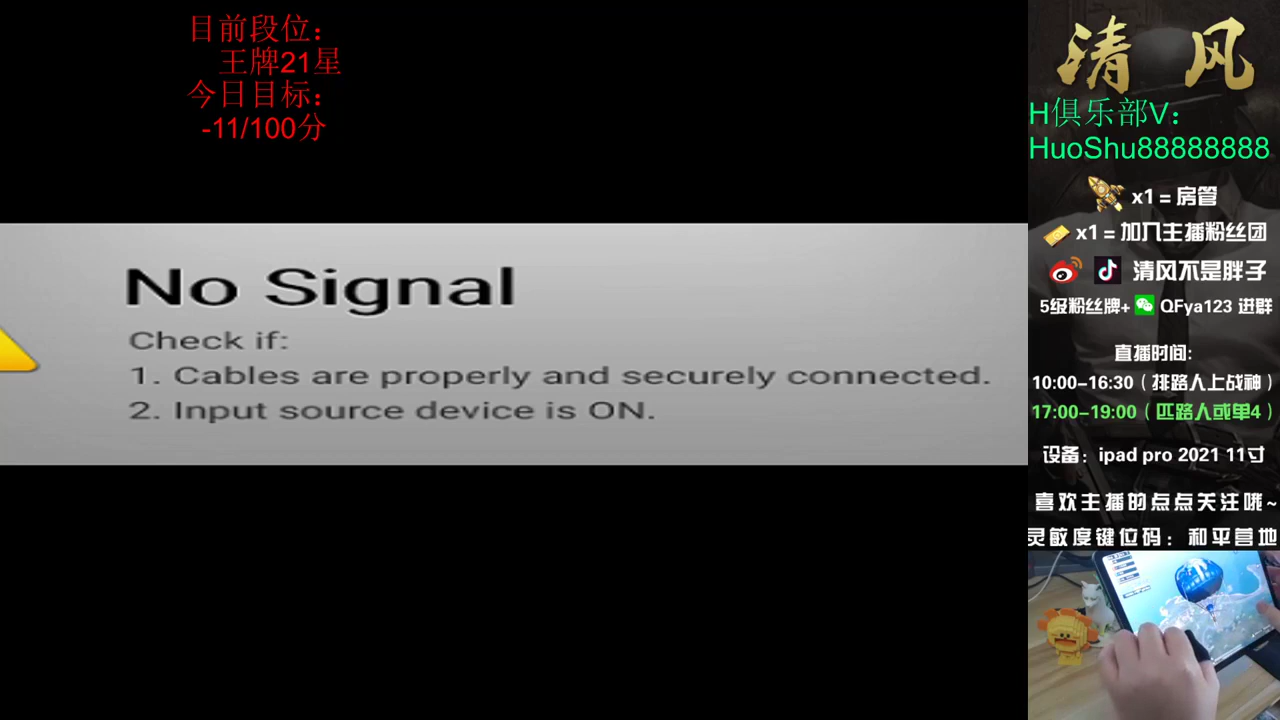 目前段位：
王牌21星
今日目标：
-11/100分
No Signal
Check if:
1. Cables are properly and securely connected.
2. Input source device is ON.
清 风
H俱乐部V：
HuoShu88888888
x1 = 房管
x1 = 加入主播粉丝团
清风不是胖子
5级粉丝牌+ QFya123 进群
直播时间:
10:00-16:30（排路人上战神）
17:00-19:00（匹路人或单4）
设备：ipad pro 2021 11寸
喜欢主播的点点关注哦~
灵敏度键位码：和平营地